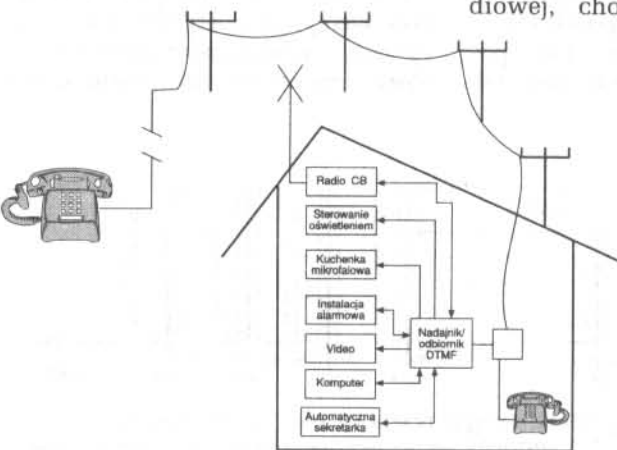 diowej, cho
Radio CB
Sterowanie
oświetleniem
Kuchenka
mikrofalowa
Instalacja
alarmowa
Video
Komputer
Automatyczna
sekretarka
Nadajnik/
odbiornik
DTMF